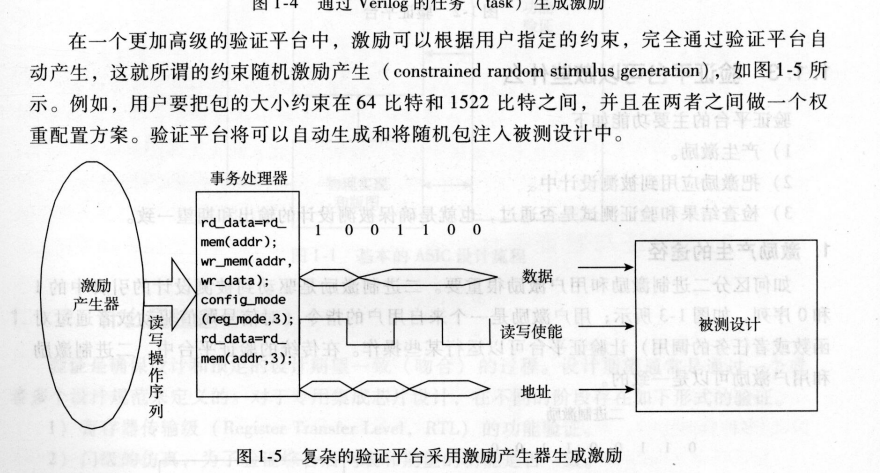 图 1-4 通过 Verilog 的任务（task）生成激励
在一个更加高级的验证平台中，激励可以根据用户指定的约束，完全通过验证平台自
动产生，这就所谓的约束随机激励产生（constrained random stimulus generation），如图1-5 所
示。例如，用户要把包的大小约束在 64 比特和 1522 比特之间，并且在两者之间做一个权
重配置方案。验证平台将可以自动生成和将随机包注入被测设计中。
激励
产生器
读写操作序列
事务处理器
rd_data=rd_
mem(addr);
wr_mem(addr,
wr_data);
config_mode
(reg_mode,3);
rd_data=rd_
mem(addr,3);
1 0 0 1 1 0 0
数据
读写使能
地址
被测设计
图 1-5 复杂的验证平台采用激励产生器生成激励